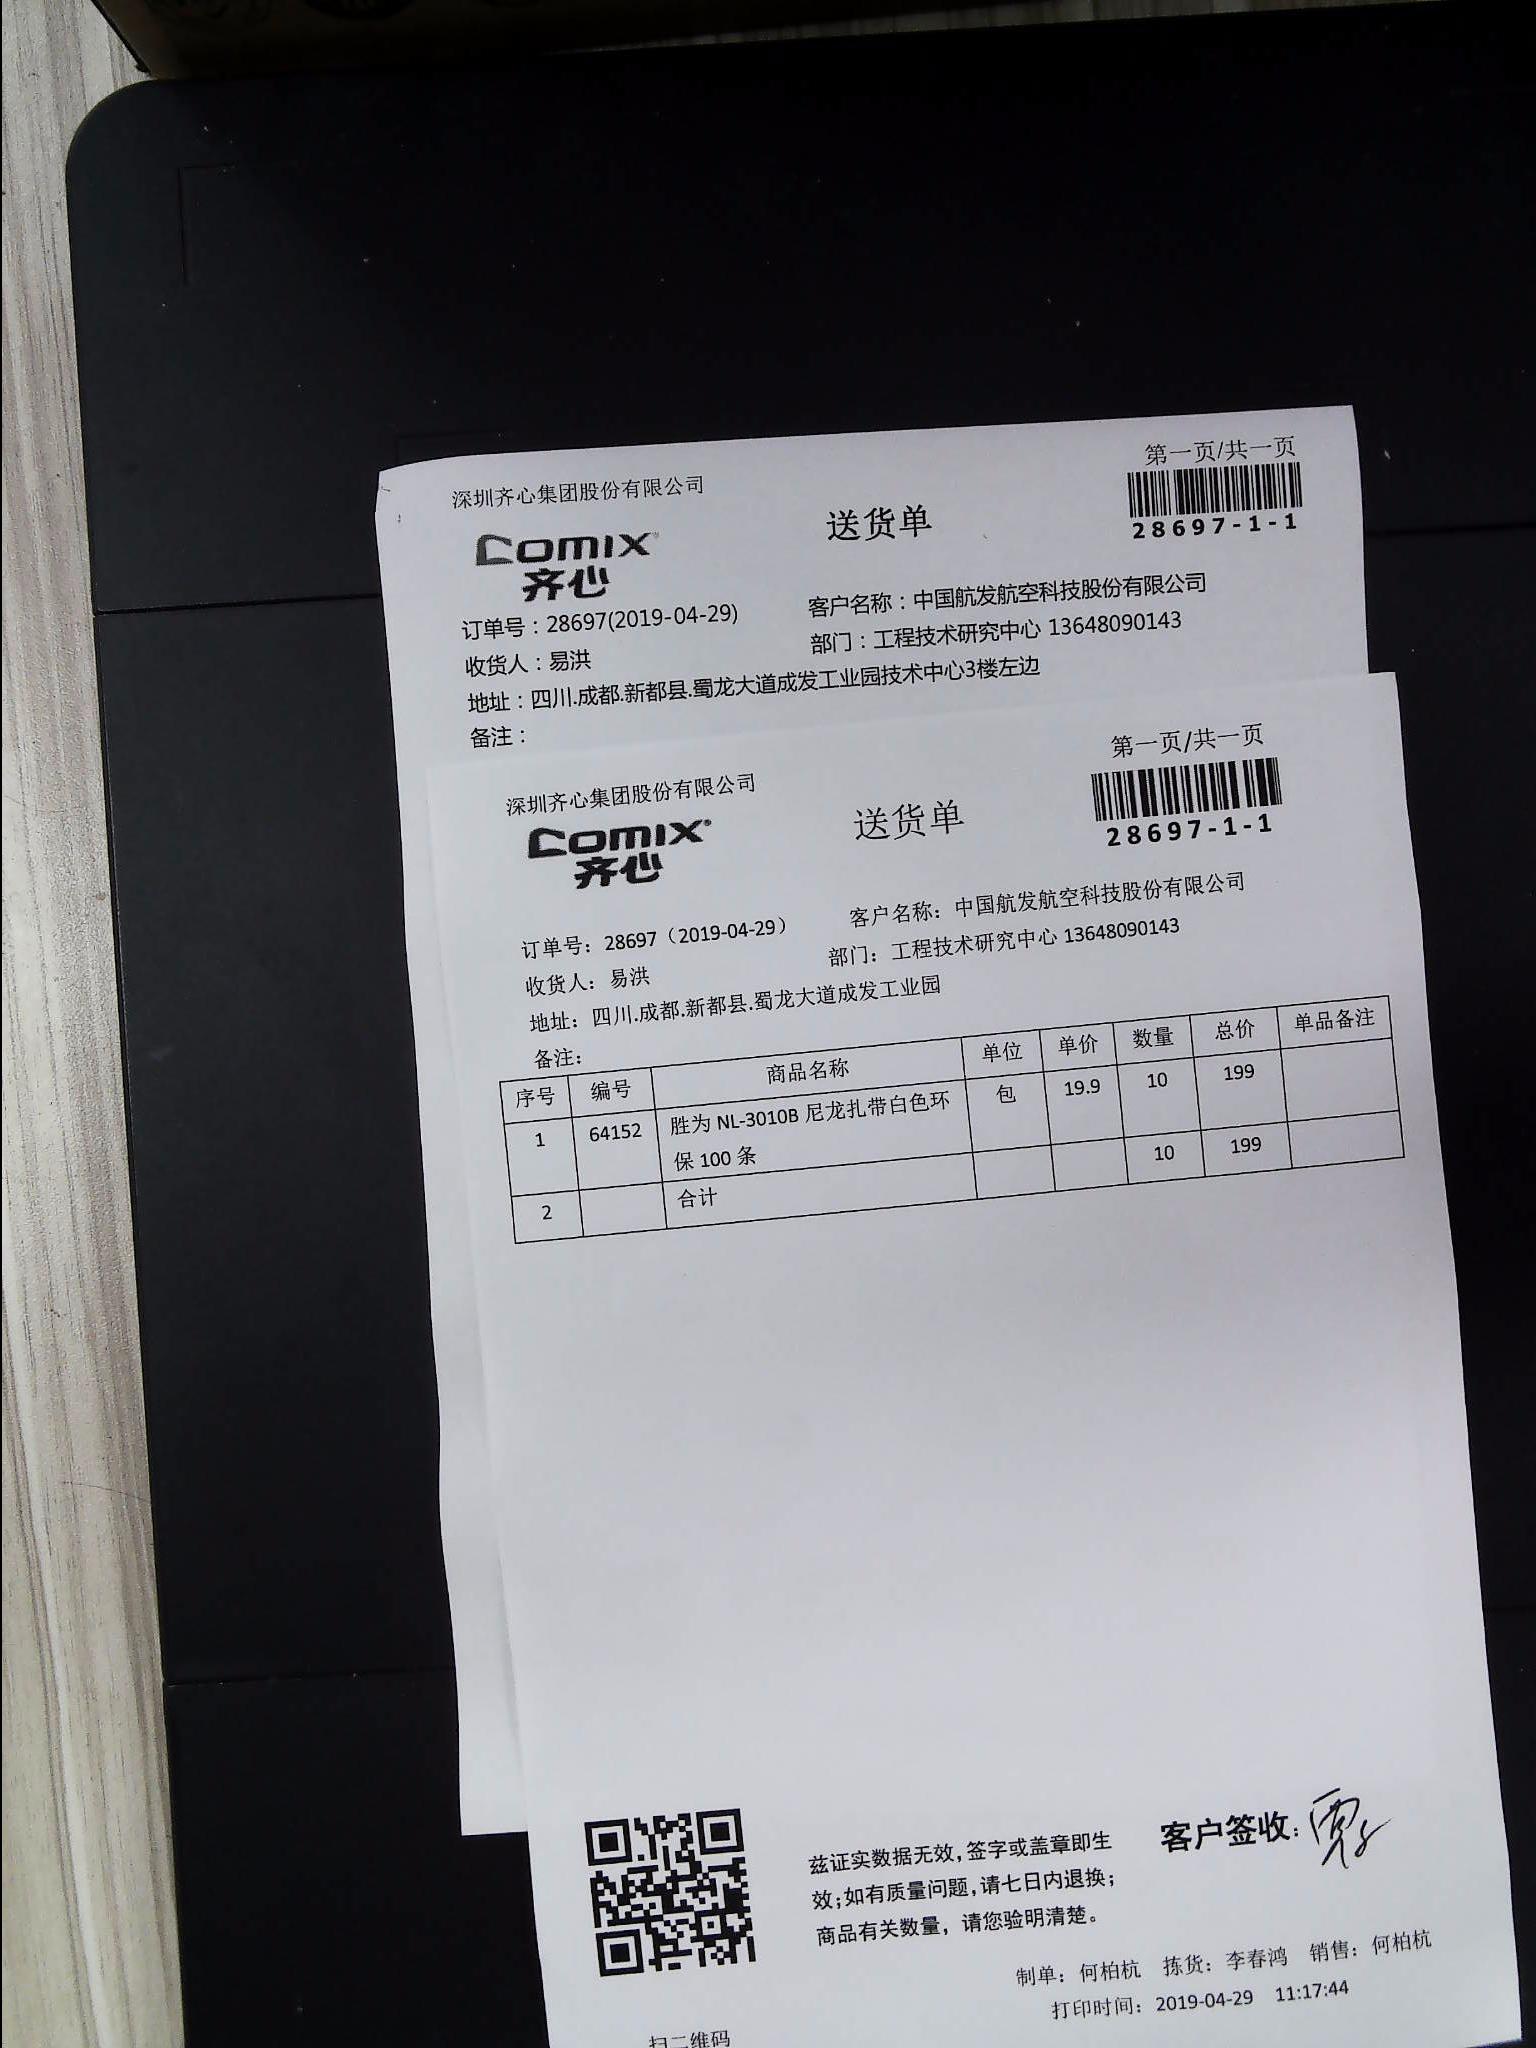 第一页/共一页
深圳齐心集团股份有限公司
送货单
28697-1-1
COMIX
齐心
订单号：28697(2019-04-29)
客户名称：中国航发航空科技股份有限公司
收货人：易洪
部门：工程技术研究中心 13648090143
地址：四川.成都.新都县.蜀龙大道成发工业园技术中心3楼左边
备注：
第一页/共一页
深圳齐心集团股份有限公司
送货单
28697-1-1
COMIX
齐心
订单号：28697（2019-04-29）
客户名称：中国航发航空科技股份有限公司
收货人：易洪
部门：工程技术研究中心 13648090143
地址：四川.成都.新都县.蜀龙大道成发工业园
备注：
序号 编号 商品名称 单位 单价 数量 总价 单品备注
1 64152 胜为 NL-3010B 尼龙扎带白色环 包 19.9 10 199
保 100 条
2 合计 10 199
兹证实数据无效,签字或盖章即生
效;如有质量问题,请七日内退换;
商品有关数量，请您验明清楚。
客户签收:
制单：何柏杭 拣货：李春鸿 销售：何柏杭
打印时间：2019-04-29 11:17:44
扫二维码